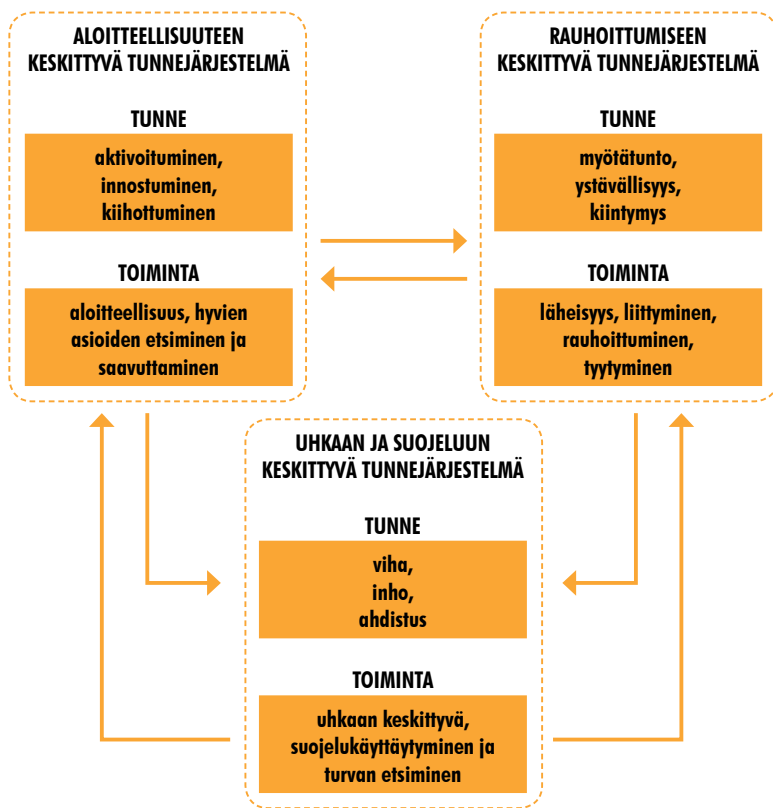 ALOITTEELLISUUTEEN
KESKITTYVÄ TUNNEJÄRJESTELMÄ
TUNNE
aktivoituminen,
innostuminen,
kiihottuminen
TOIMINTA
aloitteellisuus, hyvien
asioiden etsiminen ja
saavuttaminen
RAUHOITTUMISEEN
KESKITTYVÄ TUNNEJÄRJESTELMÄ
TUNNE
myötätunto,
ystävällisyys,
kiintymys
TOIMINTA
läheisyys, liittyminen,
rauhoittuminen,
tyytyminen
UHKAAN JA SUOJELUUN
KESKITTYVÄ TUNNEJÄRJESTELMÄ
TUNNE
viha,
inho,
ahdistus
TOIMINTA
uhkaan keskittyvä,
suojelukäyttäytyminen ja
turvan etsiminen